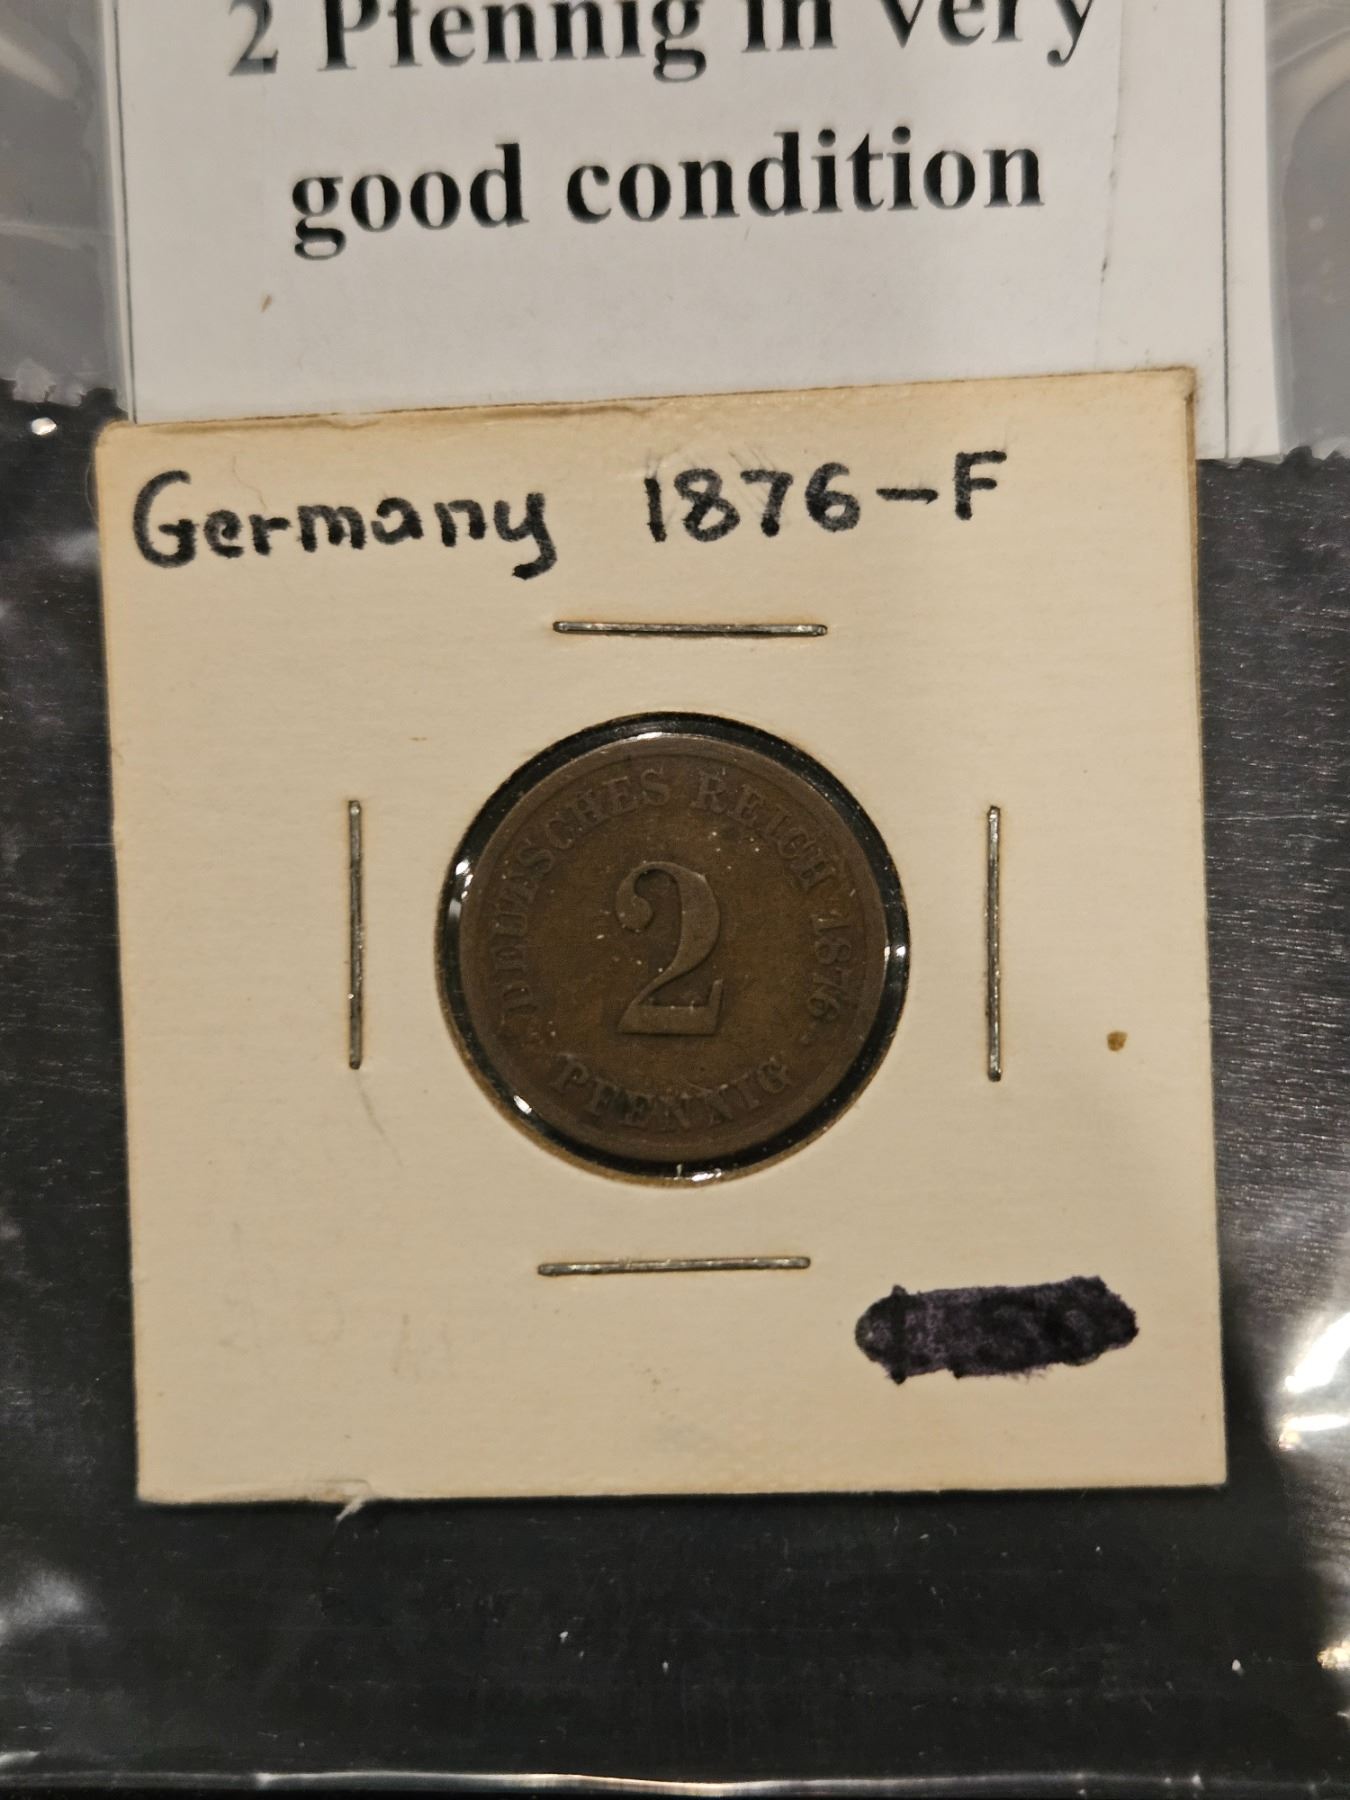 2 Pfennig in very
good condition
Germany 1876-F
DEUTSCHES REICH 1876
2
PFENNIG